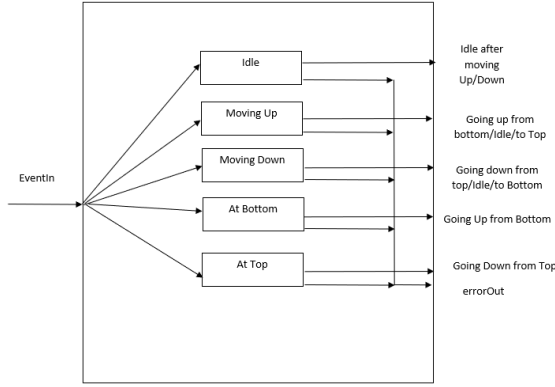 Idle after
moving
Up/Down
Idle
Moving Up
Going up from
bottom/Idle/to Top
Moving Down
Going down from
top/Idle/to Bottom
EventIn
At Bottom
Going Up from Bottom
At Top
Going Down from Top
errorOut